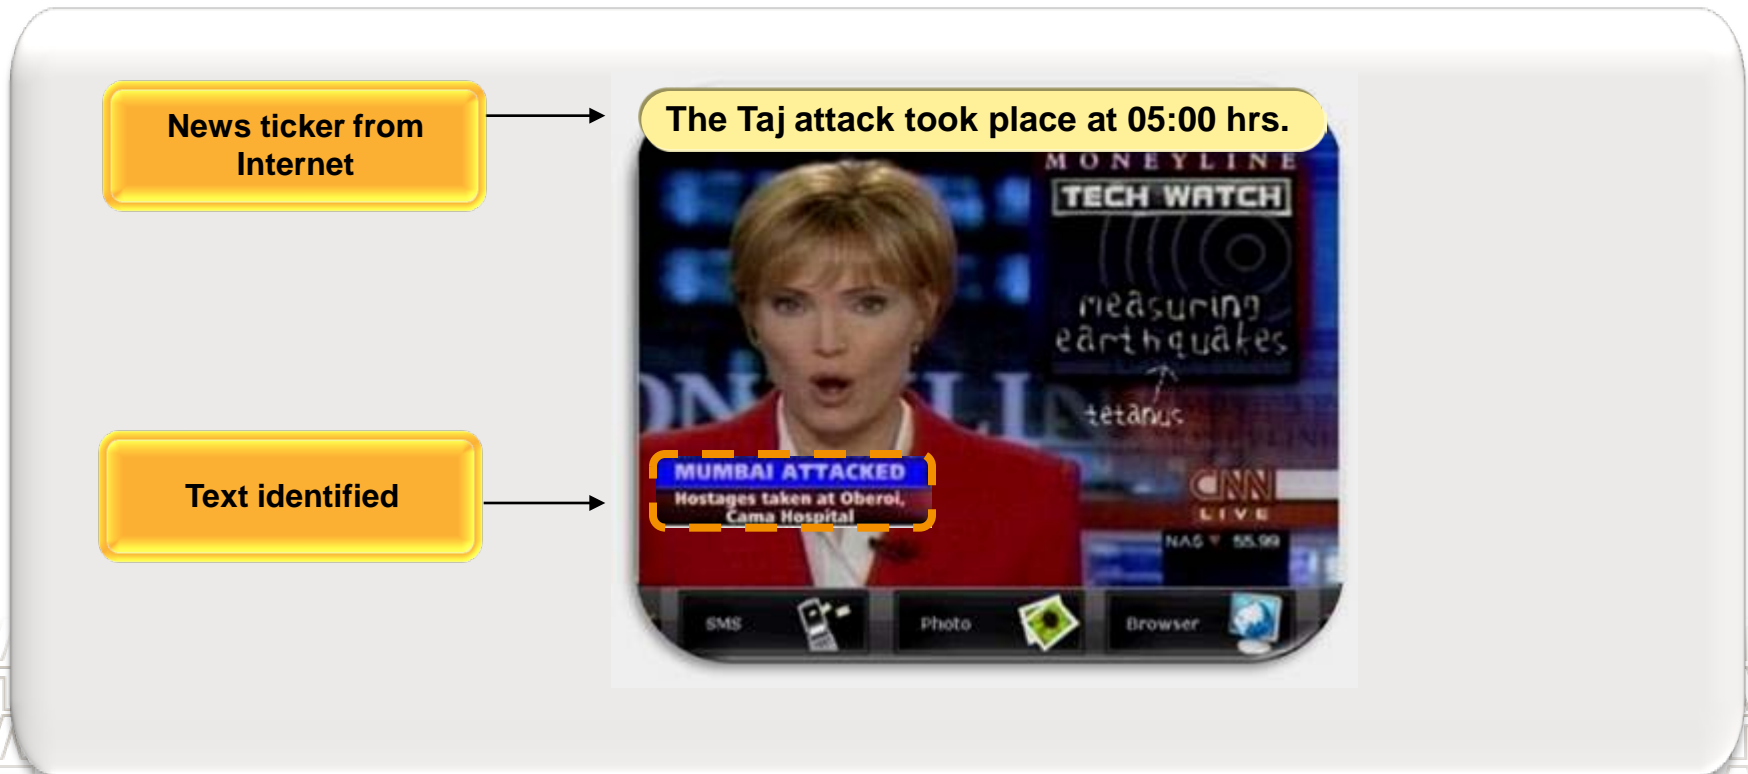 News ticker from
Internet
The Taj attack took place at 05:00 hrs.
MONEYLINE
TECH WATCH
measuring
earthquakes
tetanus
Text identified
MUMBAI ATTACKED
Hostages taken at Oberoi,
Cama Hospital
CNN
LIVE
NAS ▼ 55.99
SMS
Photo
Browser